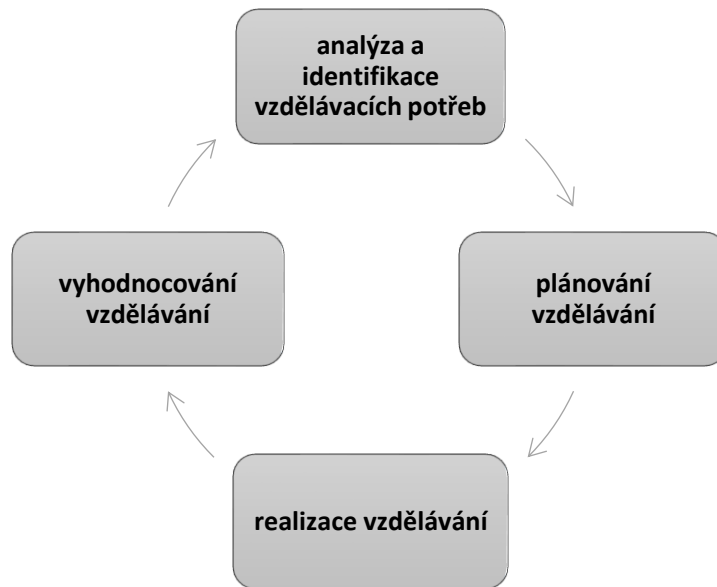 analýza a
identifikace
vzdělávacích potřeb
plánování
vzdělávání
realizace vzdělávání
vyhodnocování
vzdělávání